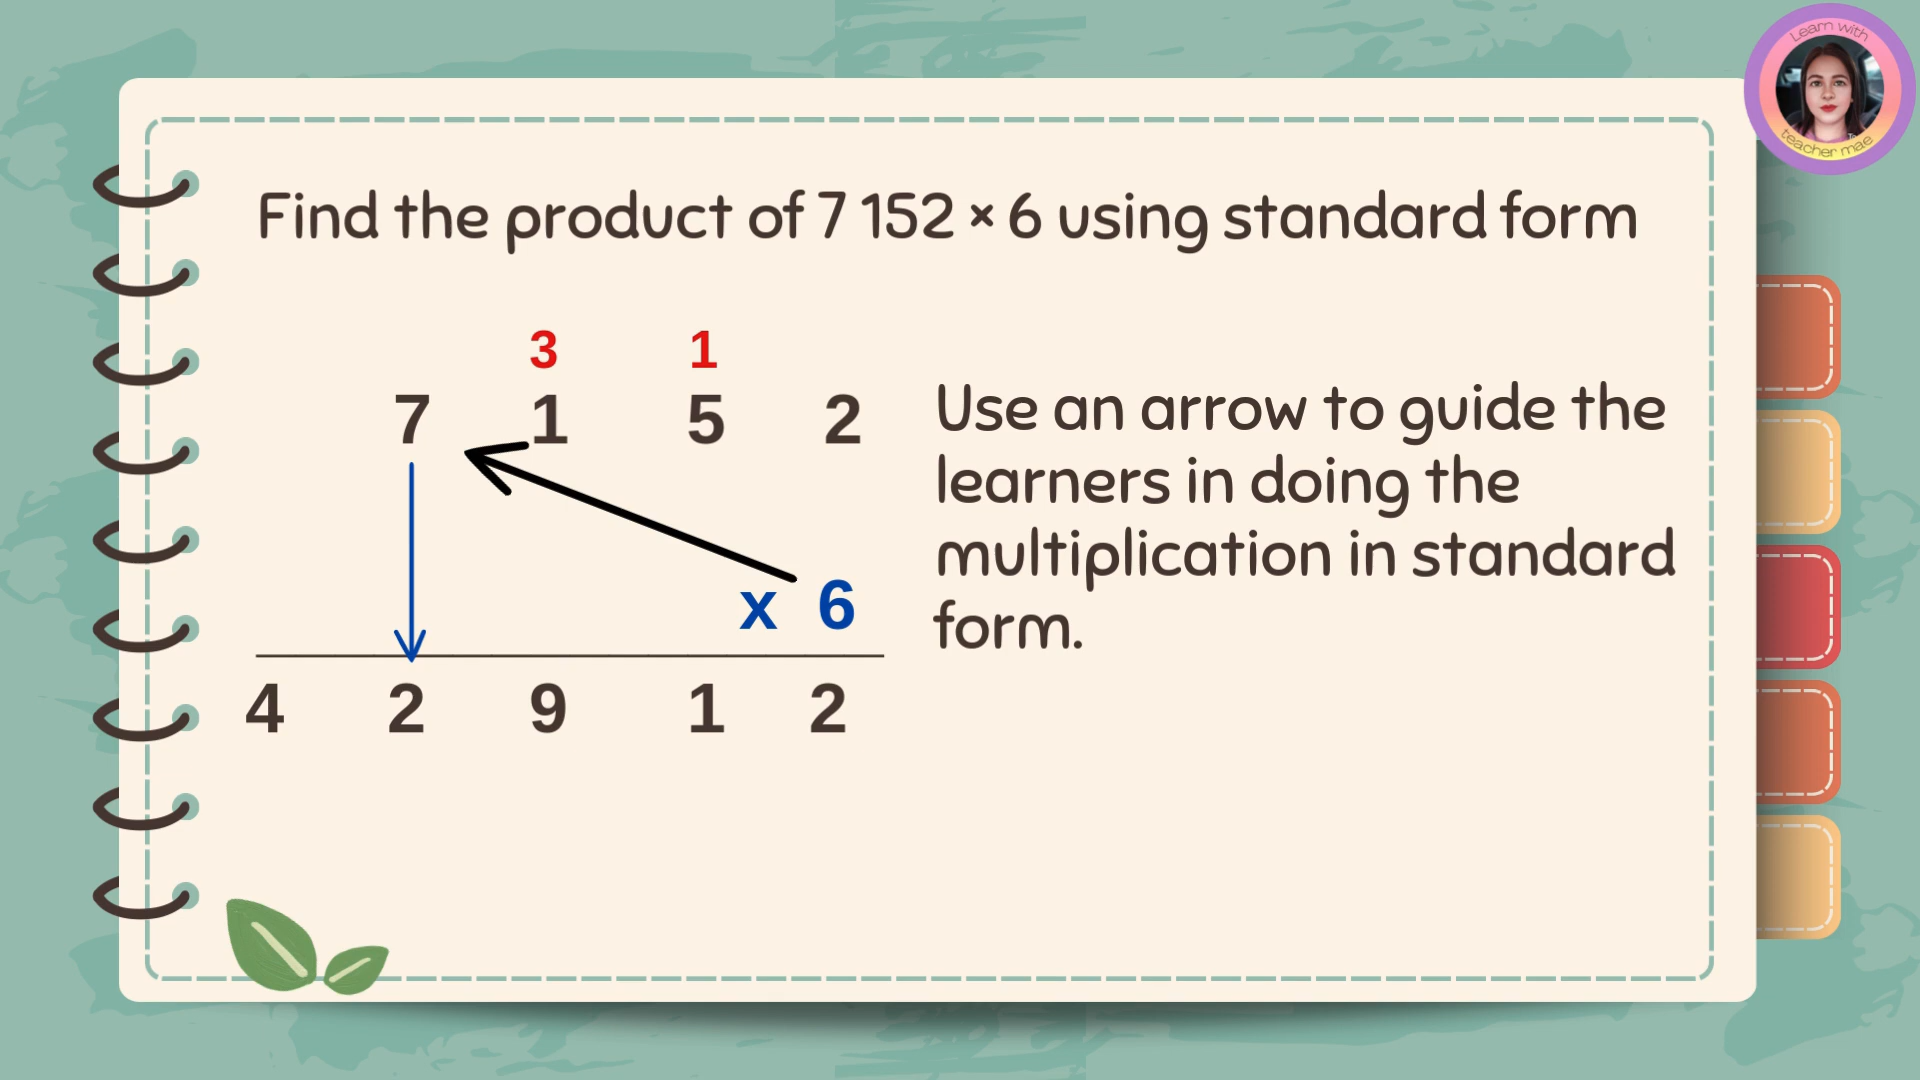 Learn with
teacher mae
Find the product of 7 152 × 6 using standard form
3 1
7 1 5 2
x 6
4 2 9 1 2
Use an arrow to guide the
learners in doing the
multiplication in standard
form.